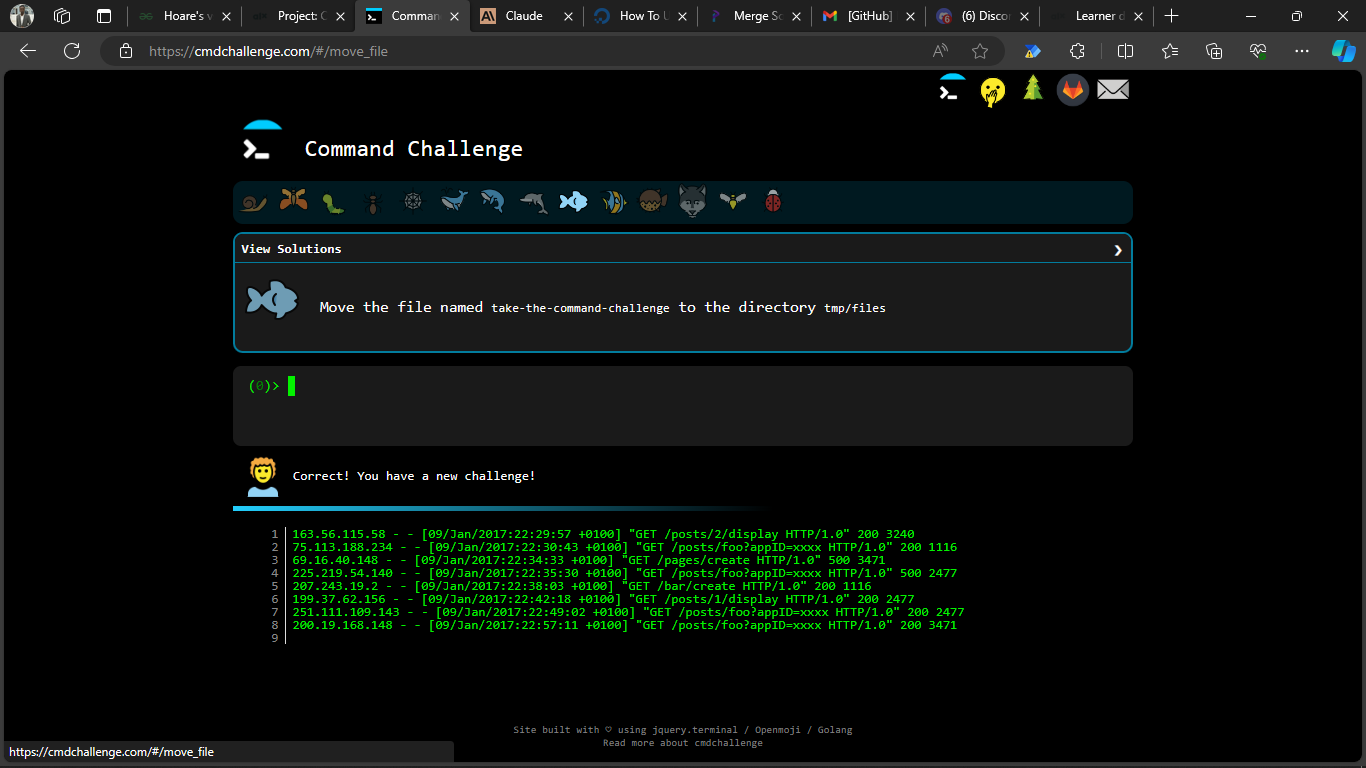 Hoare's v
Project: C
Comman
Claude
How To U
Merge So
[GitHub]
(6) Discor
Learner d
https://cmdchallenge.com/#/move_file
Command Challenge
View Solutions
Move the file named take-the-command-challenge to the directory tmp/files
(0)>
Correct! You have a new challenge!
1 163.56.115.58 - - [09/Jan/2017:22:29:57 +0100] "GET /posts/2/display HTTP/1.0" 200 3240
2 75.113.188.234 - - [09/Jan/2017:22:30:43 +0100] "GET /posts/foo?appID=xxxx HTTP/1.0" 200 1116
3 69.16.40.148 - - [09/Jan/2017:22:34:33 +0100] "GET /pages/create HTTP/1.0" 500 3471
4 225.219.54.140 - - [09/Jan/2017:22:35:30 +0100] "GET /posts/foo?appID=xxxx HTTP/1.0" 500 2477
5 207.243.19.2 - - [09/Jan/2017:22:38:03 +0100] "GET /bar/create HTTP/1.0" 200 1116
6 199.37.62.156 - - [09/Jan/2017:22:42:18 +0100] "GET /posts/1/display HTTP/1.0" 200 2477
7 251.111.109.143 - - [09/Jan/2017:22:49:02 +0100] "GET /posts/foo?appID=xxxx HTTP/1.0" 200 2477
8 200.19.168.148 - - [09/Jan/2017:22:57:11 +0100] "GET /posts/foo?appID=xxxx HTTP/1.0" 200 3471
9
Site built with ♡ using jquery.terminal / Openmoji / Golang
Read more about cmdchallenge
https://cmdchallenge.com/#/move_file